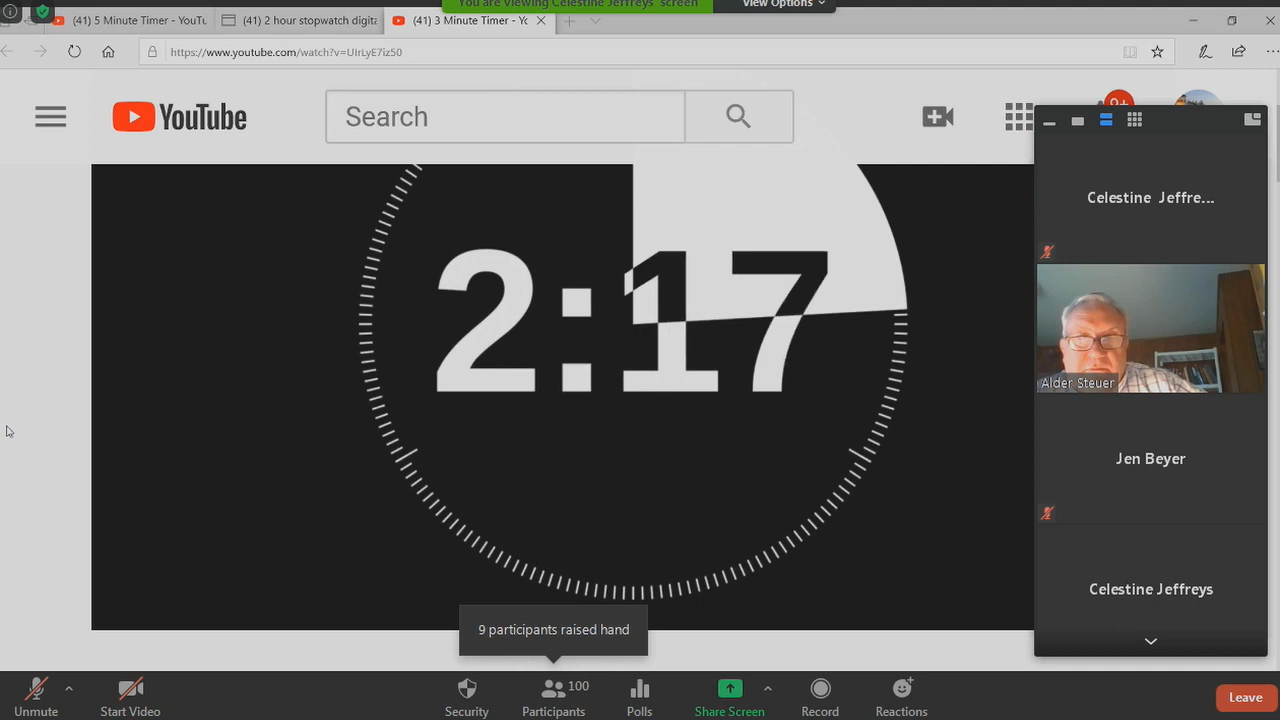 You are viewing Celestine Jeffreys' screen
View Options
(41) 5 Minute Timer - YouTu
(41) 2 hour stopwatch digita
(41) 3 Minute Timer - Yo
https://www.youtube.com/watch?v=UIrLyE7iz50
YouTube
Search
9+
2:17
Celestine Jeffre...
Alder Steuer
Jen Beyer
Celestine Jeffreys
9 participants raised hand
Unmute
Start Video
Security
Participants
100
Polls
Share Screen
Record
Reactions
Leave